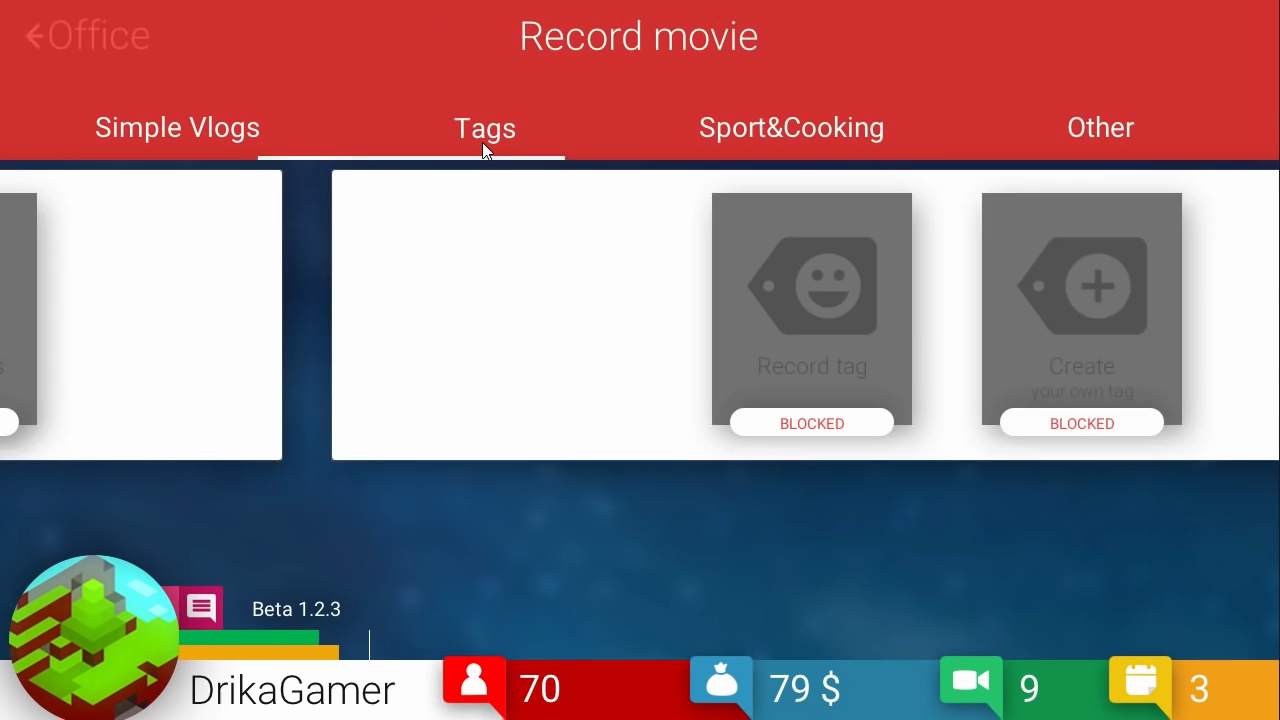 Office
Record movie
Simple Vlogs
Tags
Sport&Cooking
Other
s
Record tag
BLOCKED
Create
your own tag
BLOCKED
Beta 1.2.3
DrikaGamer
70
79 $
9
3